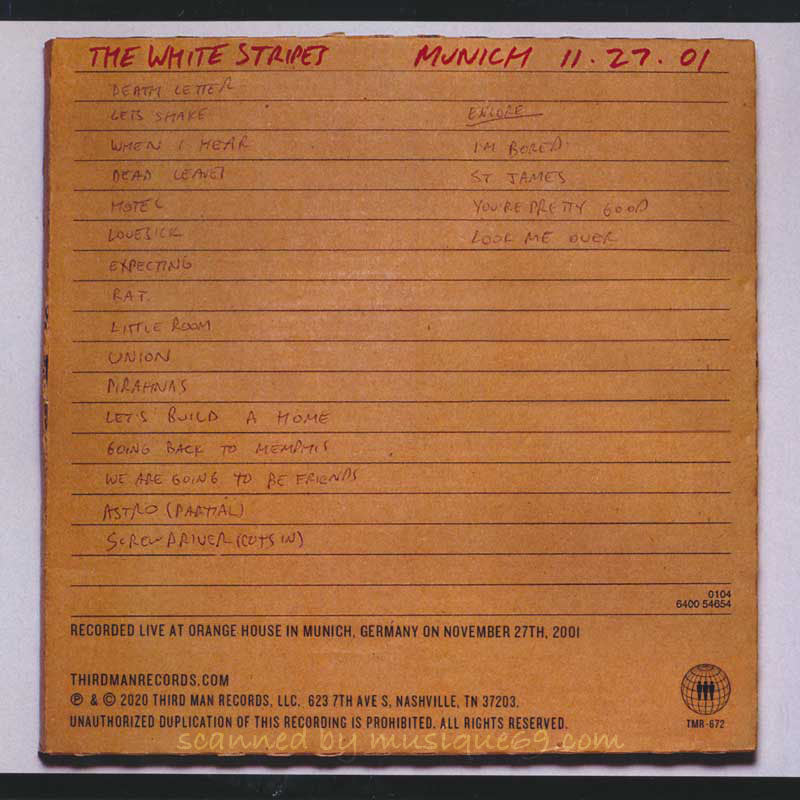 THE WHITE STRIPES MUNICH 11.27.01
DEATH LETTER
LETS SHAKE
WHEN I HEAR
DEAD LEAVES
MOTEL
LOVESICK
EXPECTING
RAT.
LITTLE ROOM
UNION
PIRAHNAS
LET'S BUILD A HOME
GOING BACK TO MEMPHIS
WE ARE GOING TO BE FRIENDS
ASTRO (PARTIAL)
SCREWDRIVER (CUTS IN)
ENCORE
I'M BORED
ST JAMES
YOU'RE PRETTY GOOD
LOOK ME OVER
0104
6400 54654
RECORDED LIVE AT ORANGE HOUSE IN MUNICH, GERMANY ON NOVEMBER 27TH, 2001
THIRDMANRECORDS.COM
℗ & © 2020 THIRD MAN RECORDS, LLC. 623 7TH AVE S, NASHVILLE, TN 37203.
UNAUTHORIZED DUPLICATION OF THIS RECORDING IS PROHIBITED. ALL RIGHTS RESERVED.
TMR-672
scanned by musique69.com